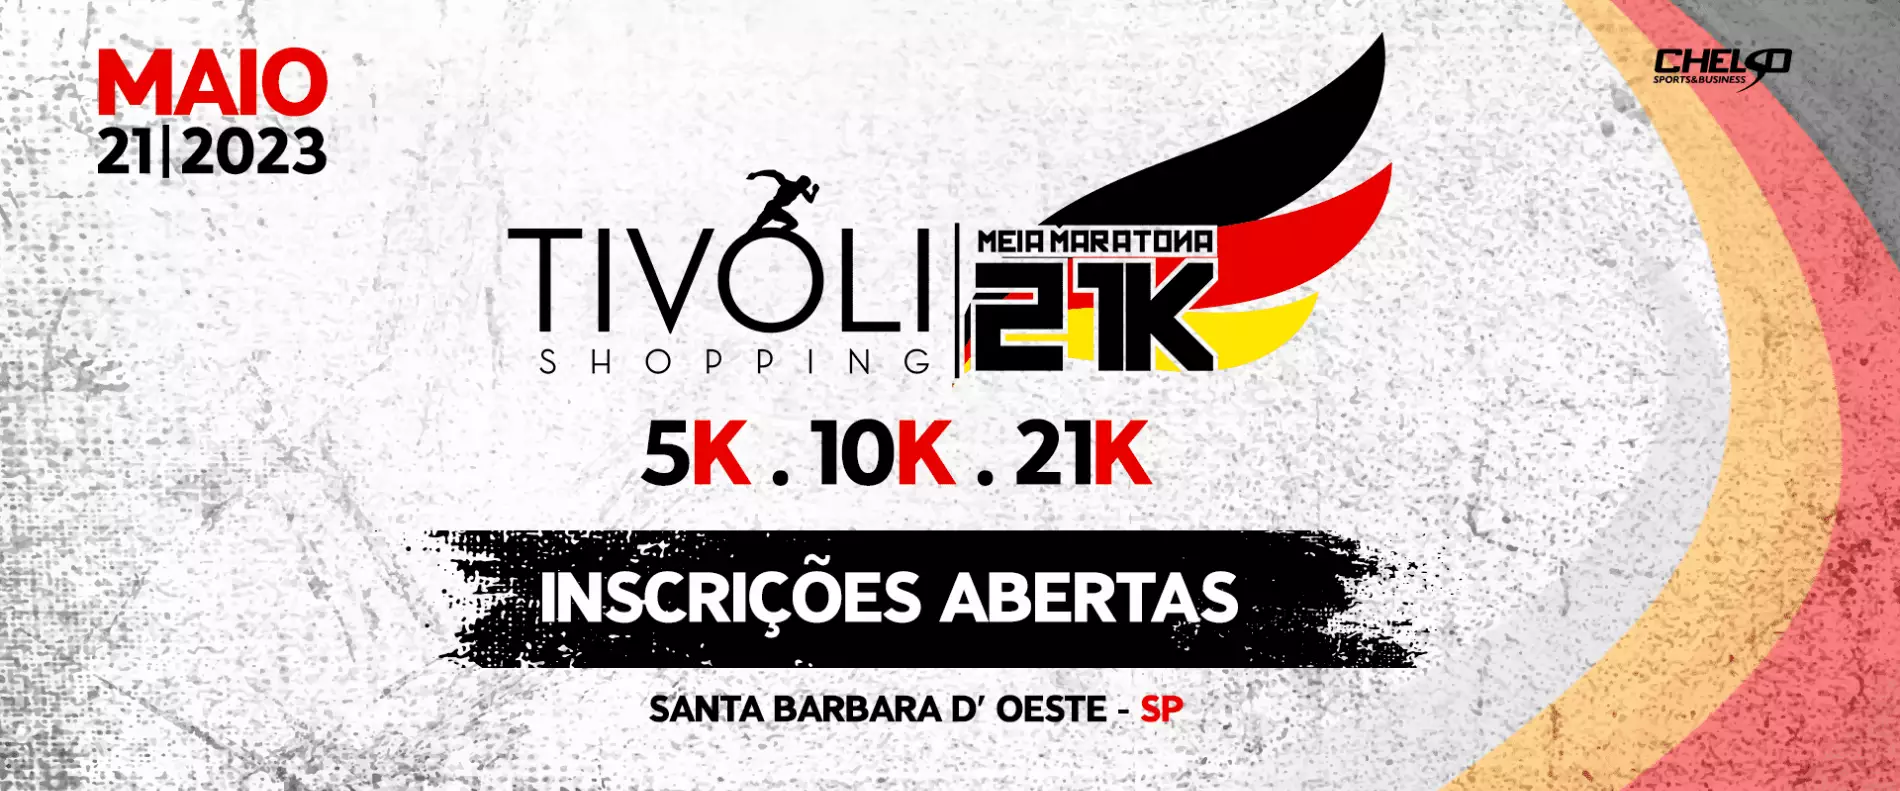 MAIO
21|2023
CHELSO
SPORTS&BUSINESS
TIVOLI
SHOPPING
MEIA MARATONA
21K
5K . 10K . 21K
INSCRIÇÕES ABERTAS
SANTA BARBARA D' OESTE - SP